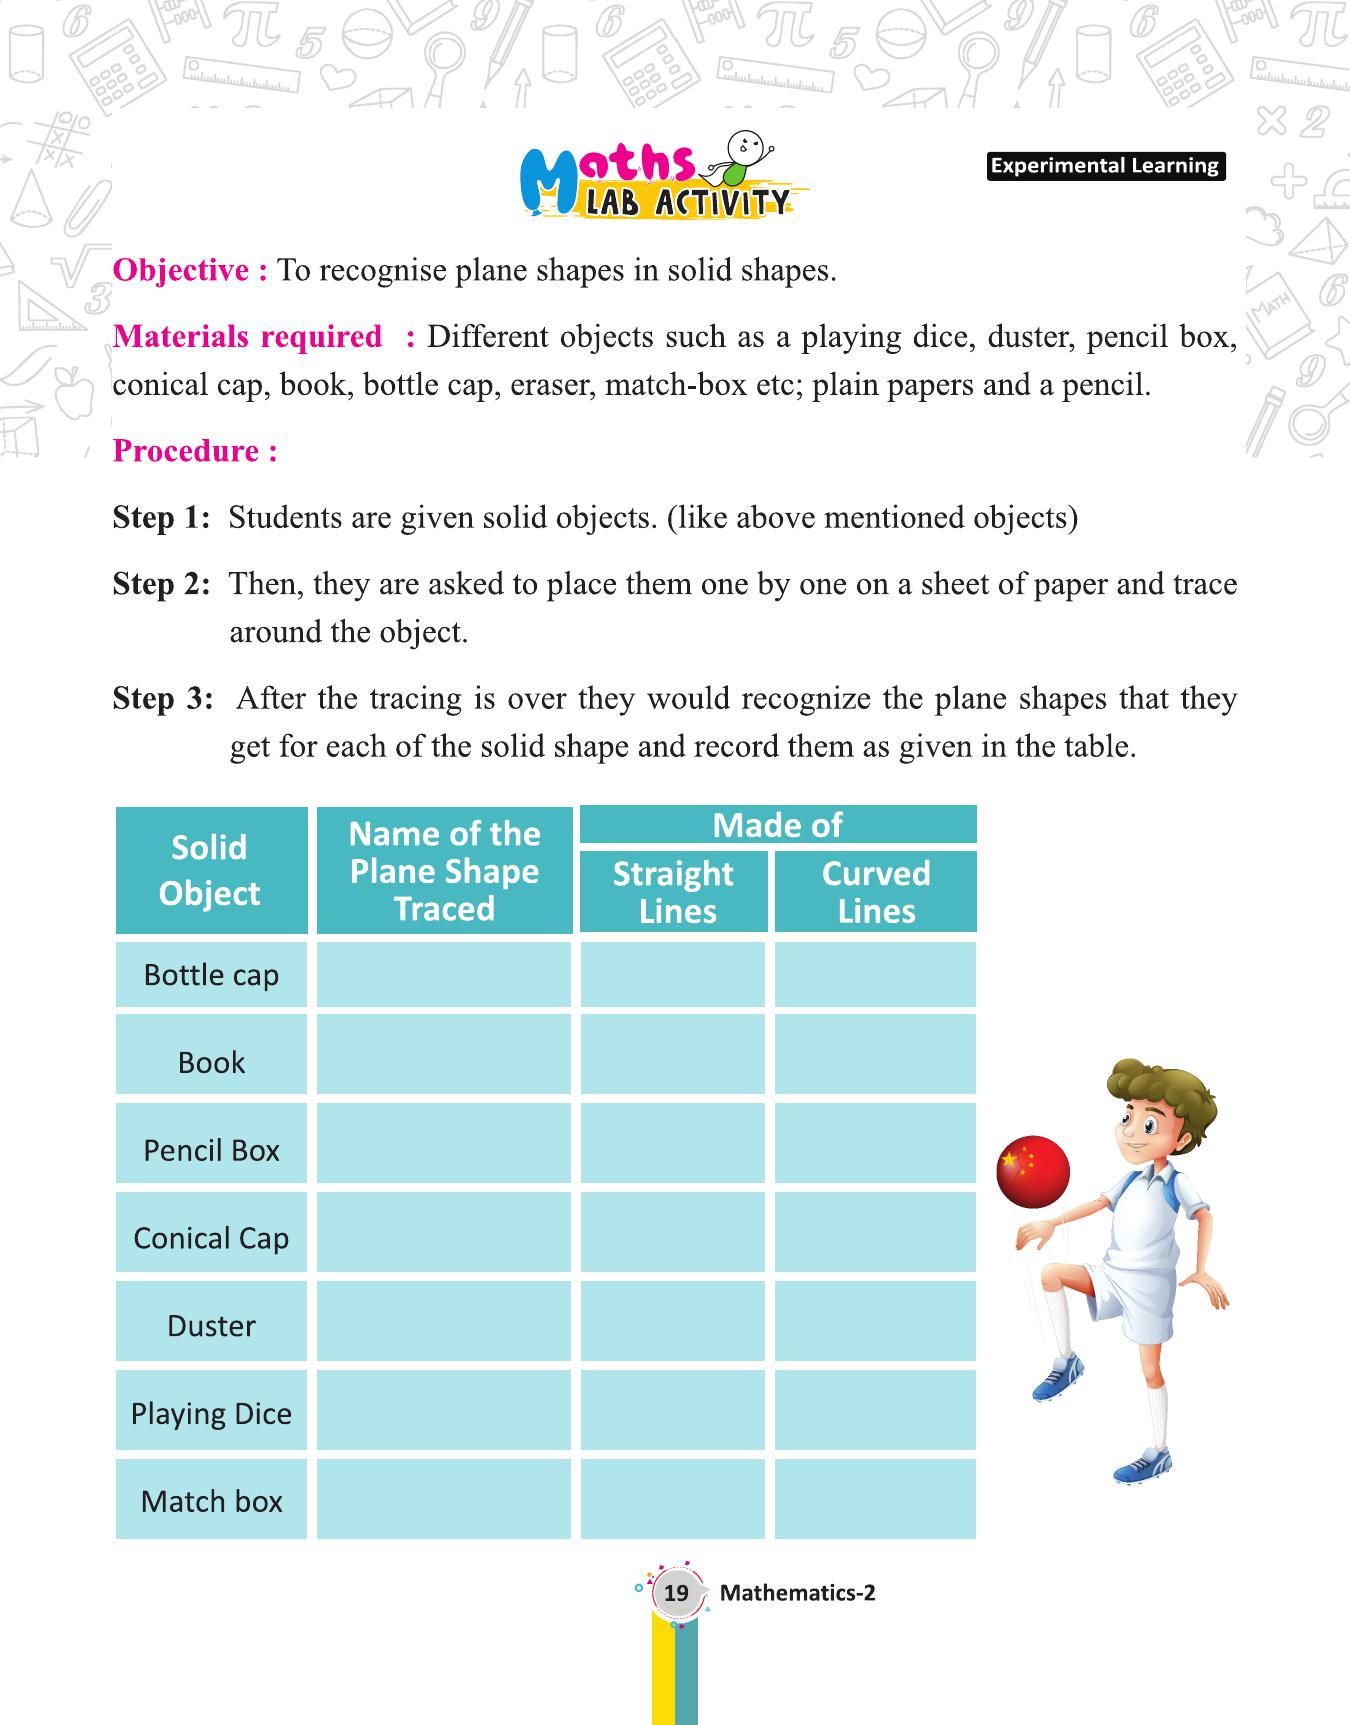 Maths
LAB ACTIVITY
Experimental Learning
Objective : To recognise plane shapes in solid shapes.
Materials required : Different objects such as a playing dice, duster, pencil box,
conical cap, book, bottle cap, eraser, match-box etc; plain papers and a pencil.
Procedure :
Step 1: Students are given solid objects. (like above mentioned objects)
Step 2: Then, they are asked to place them one by one on a sheet of paper and trace
around the object.
Step 3: After the tracing is over they would recognize the plane shapes that they
get for each of the solid shape and record them as given in the table.
Solid
Object
Name of the
Plane Shape
Traced
Made of
Straight
Lines
Curved
Lines
Bottle cap
Book
Pencil Box
Conical Cap
Duster
Playing Dice
Match box
19 Mathematics-2
MATH